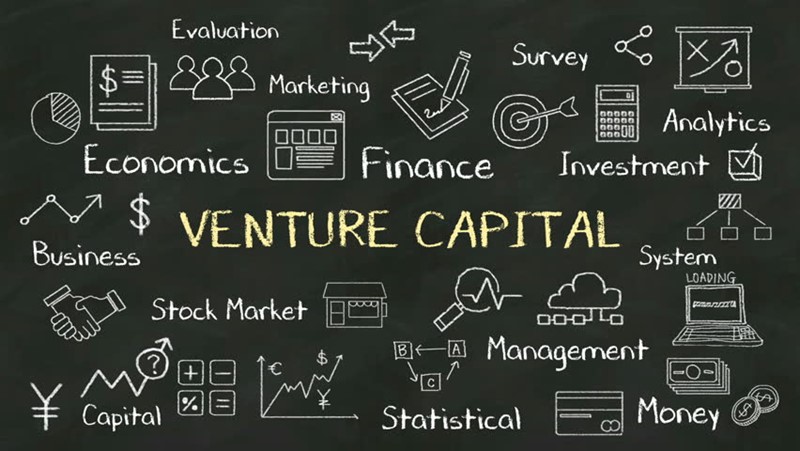 Evaluation
Survey
$
Marketing
Analytics
Economics
Finance
Investment
$
VENTURE CAPITAL
Business
System
LOADING
Stock Market
€
$
¥
B
A
C
Management
?
+
-
%
=
¥
Capital
Statistical
Money
$